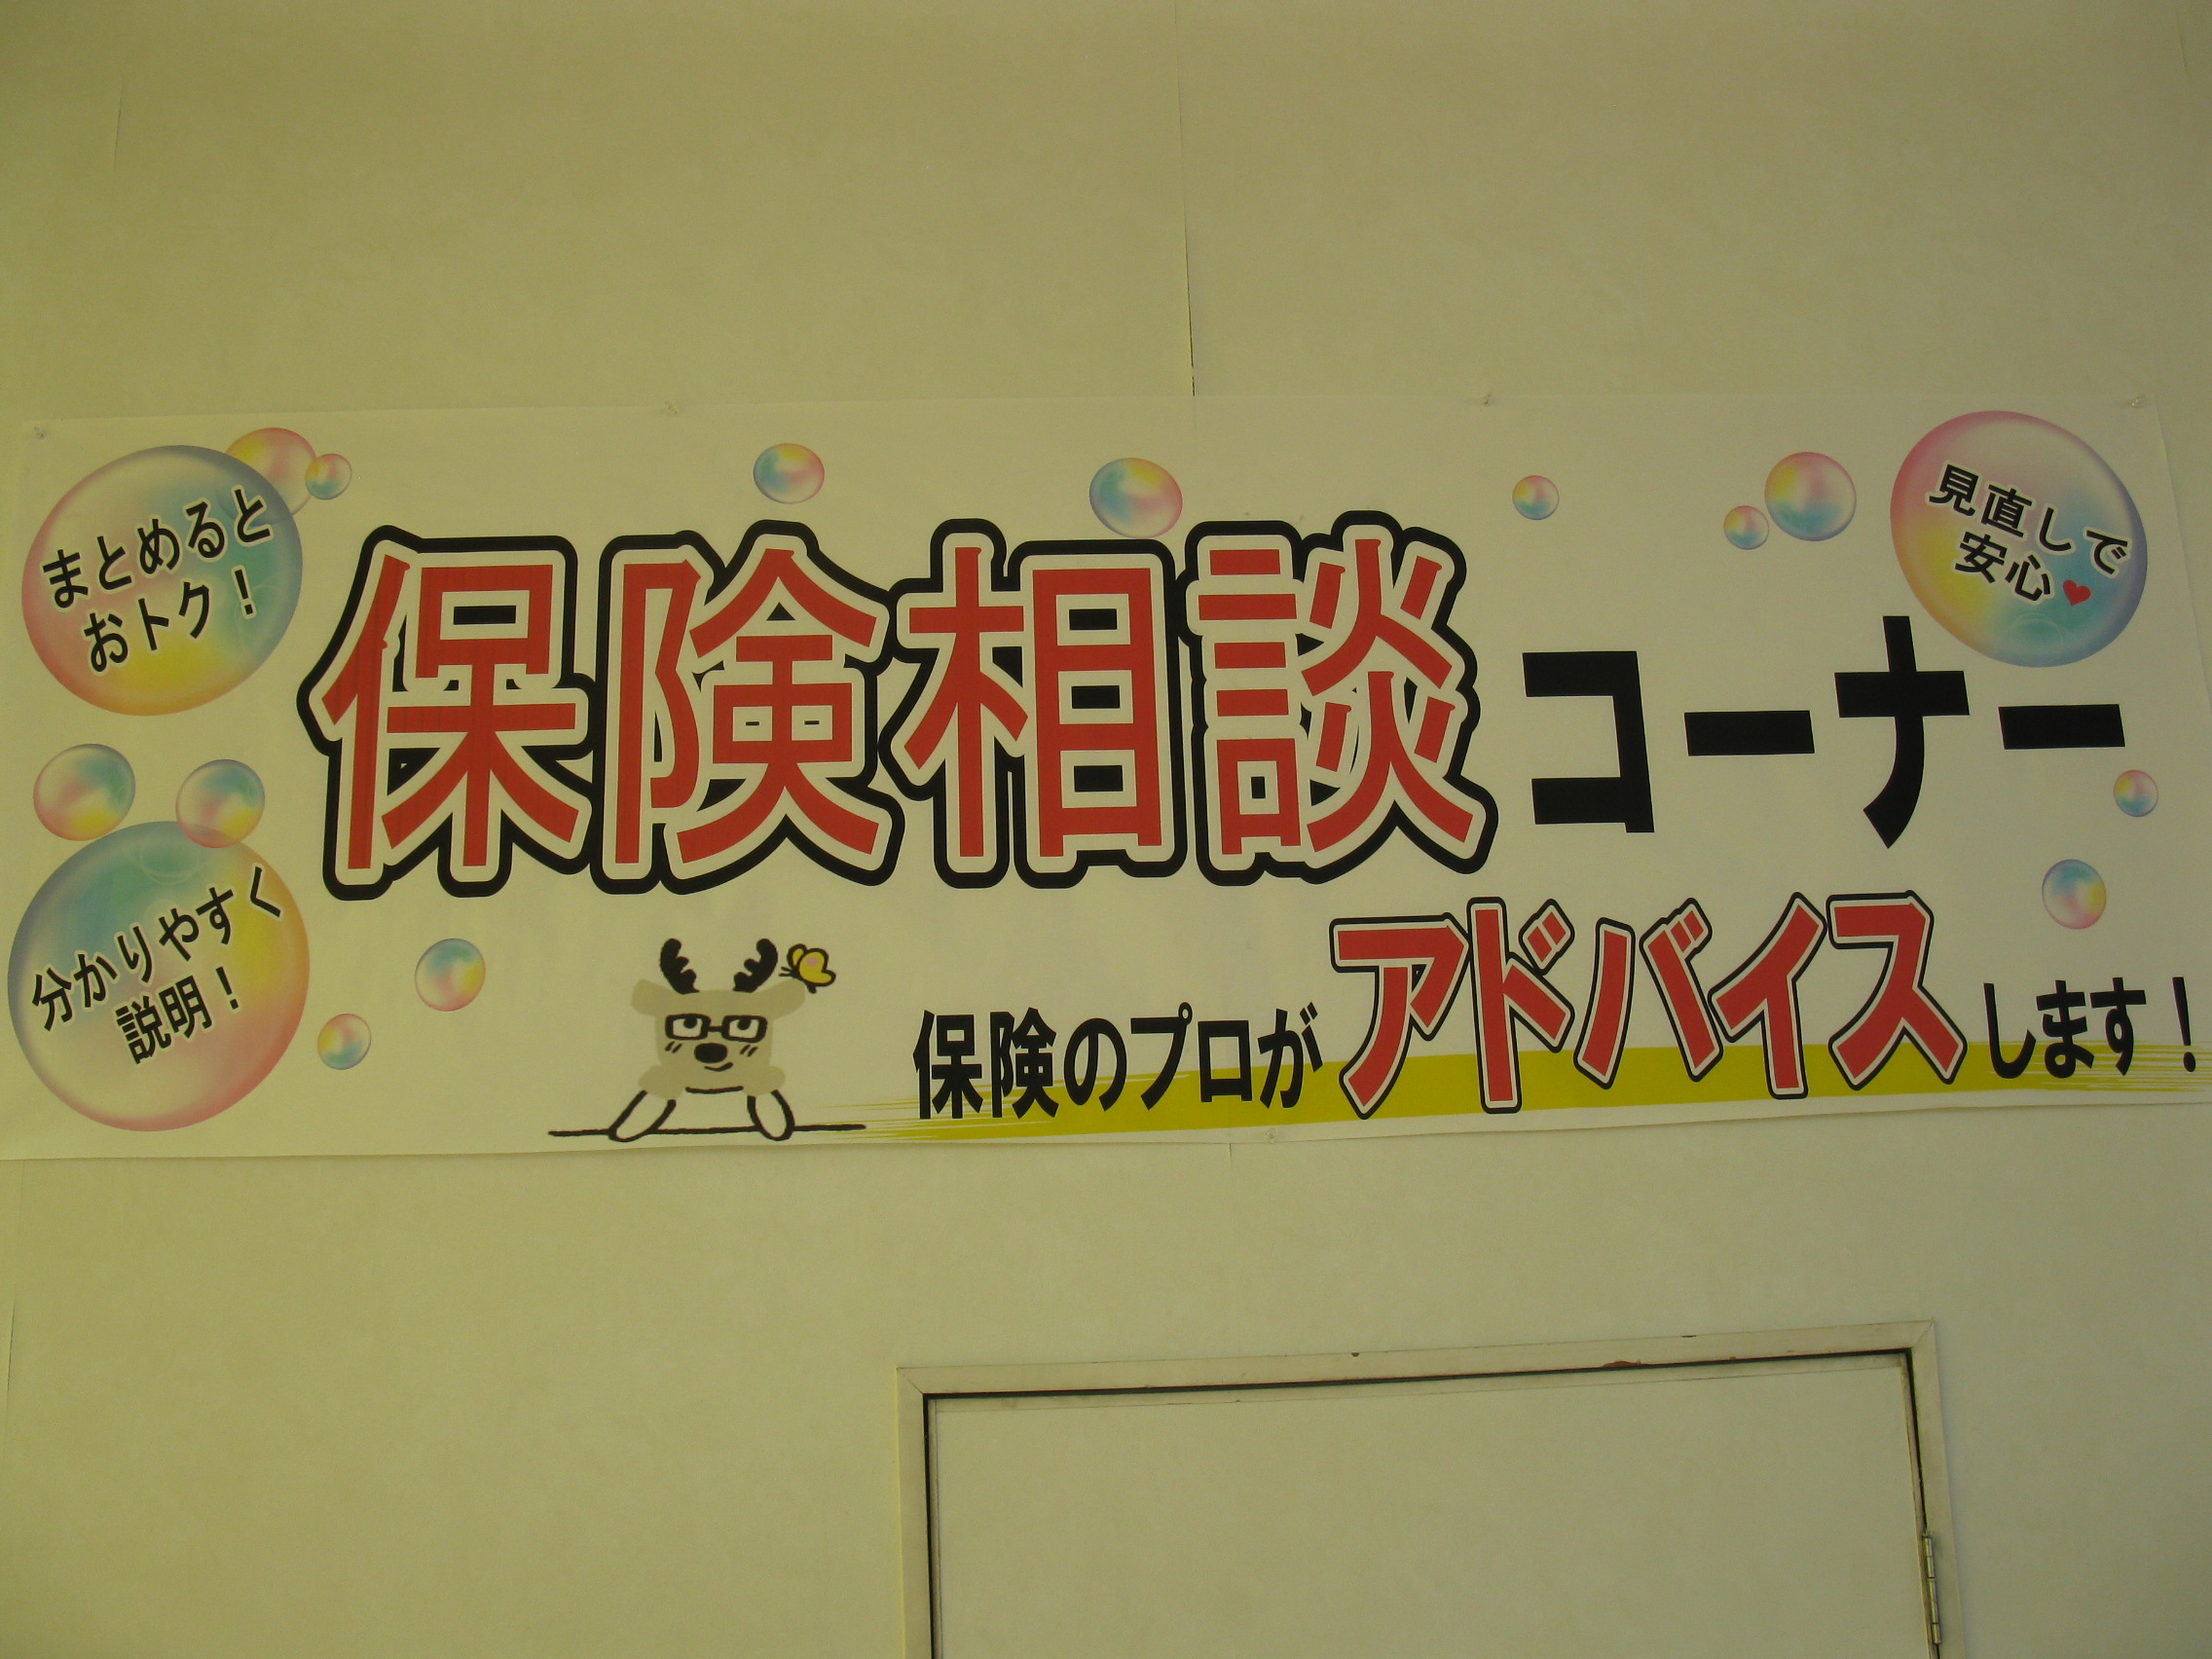 まとめると
おトク！
見直しで
安心♥
保険相談コーナー
分かりやすく
説明！
保険のプロがアドバイスします！